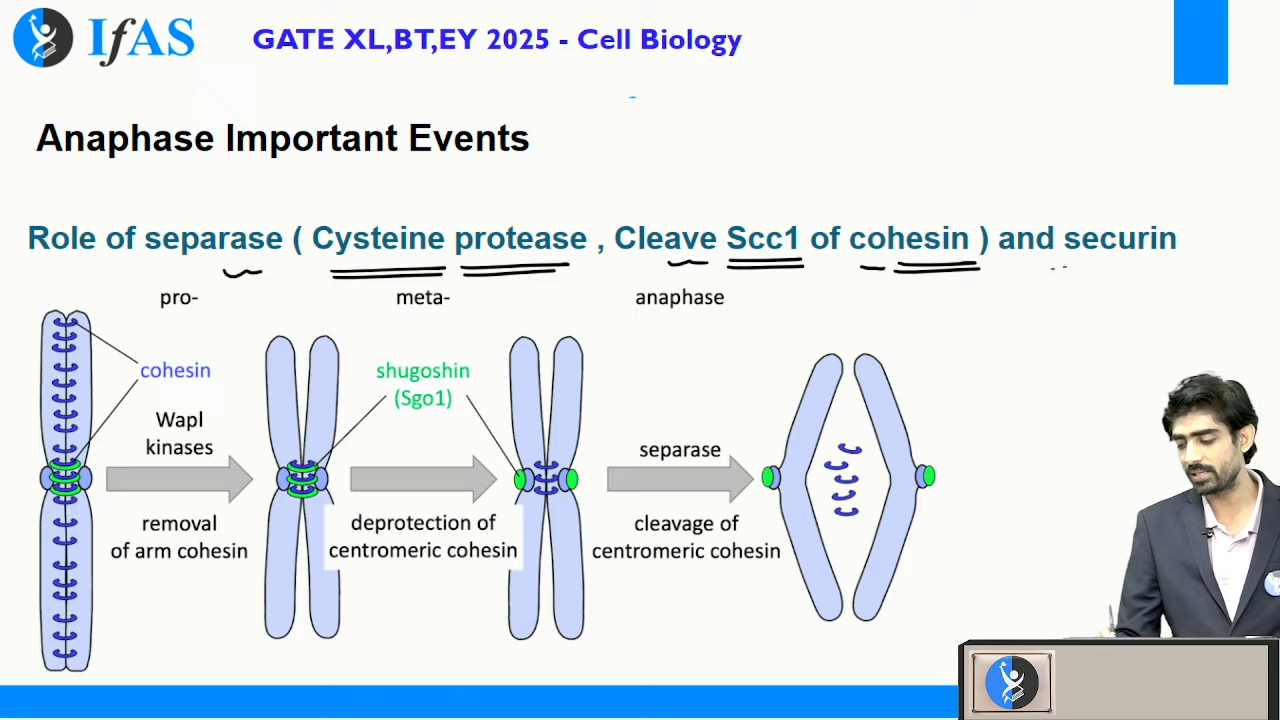 IfAS
GATE XL,BT,EY 2025 - Cell Biology
Anaphase Important Events
Role of separase ( Cysteine protease , Cleave Scc1 of cohesin ) and securin
pro-
meta-
anaphase
cohesin
shugoshin
(Sgo1)
Wapl
kinases
separase
removal
of arm cohesin
deprotection of
centromeric cohesin
cleavage of
centromeric cohesin